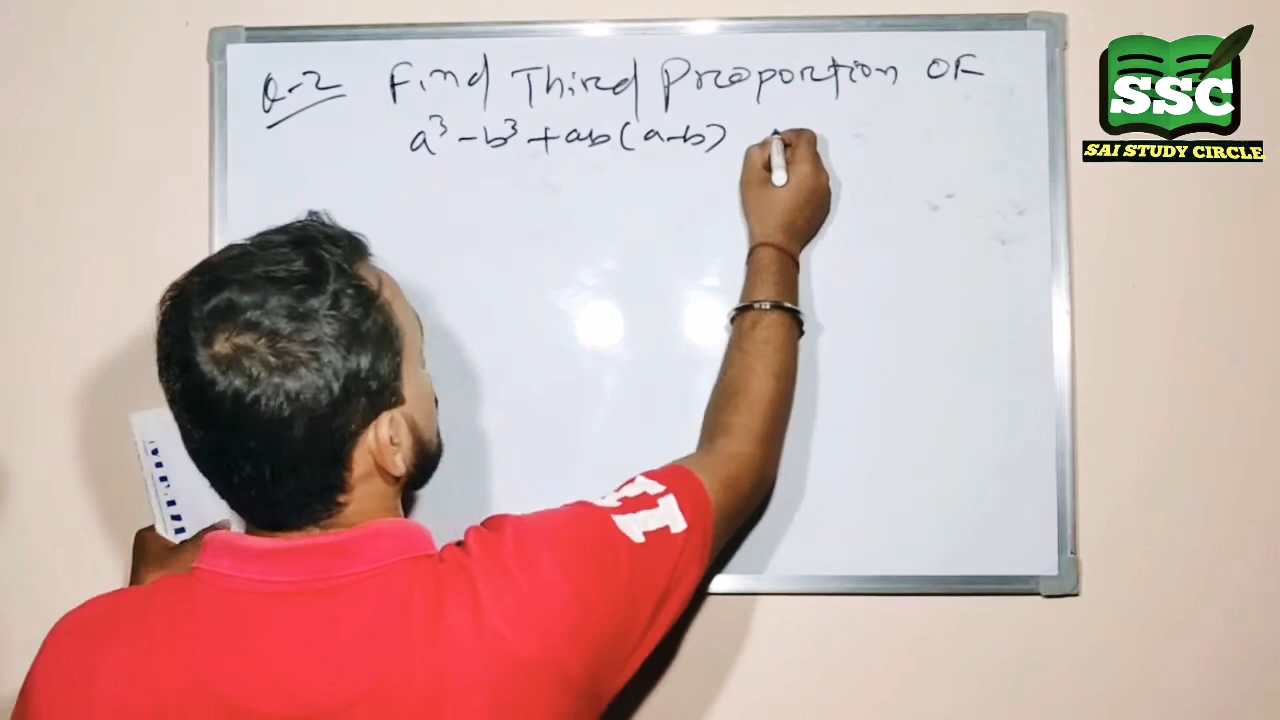 Q-2 Find Third Proportion OF
a³-b³+ab(a-b)
SSC
SAI STUDY CIRCLE